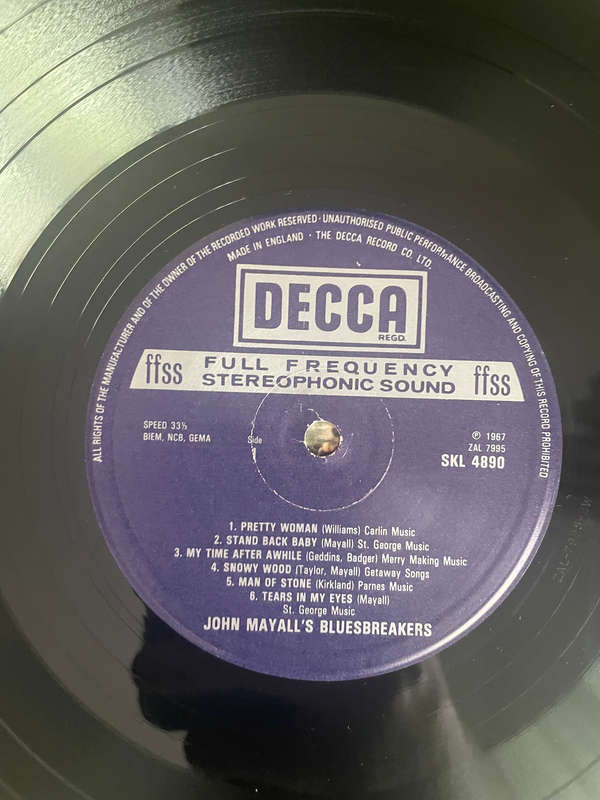 ALL RIGHTS OF THE MANUFACTURER AND OF THE OWNER OF THE RECORDED WORK RESERVED · UNAUTHORISED PUBLIC PERFORMANCE BROADCASTING AND COPYING OF THIS RECORD PROHIBITED
MADE IN ENGLAND · THE DECCA RECORD CO. LTD.
DECCA
REGD.
ffss FULL FREQUENCY STEREOPHONIC SOUND ffss
SPEED 33⅓
BIEM, NCB, GEMA
Side
℗ 1967
ZAL 7995
SKL 4890
1. PRETTY WOMAN (Williams) Carlin Music
2. STAND BACK BABY (Mayall) St. George Music
3. MY TIME AFTER AWHILE (Geddins, Badger) Merry Making Music
4. SNOWY WOOD (Taylor, Mayall) Getaway Songs
5. MAN OF STONE (Kirkland) Parnes Music
6. TEARS IN MY EYES (Mayall)
St. George Music
JOHN MAYALL'S BLUESBREAKERS